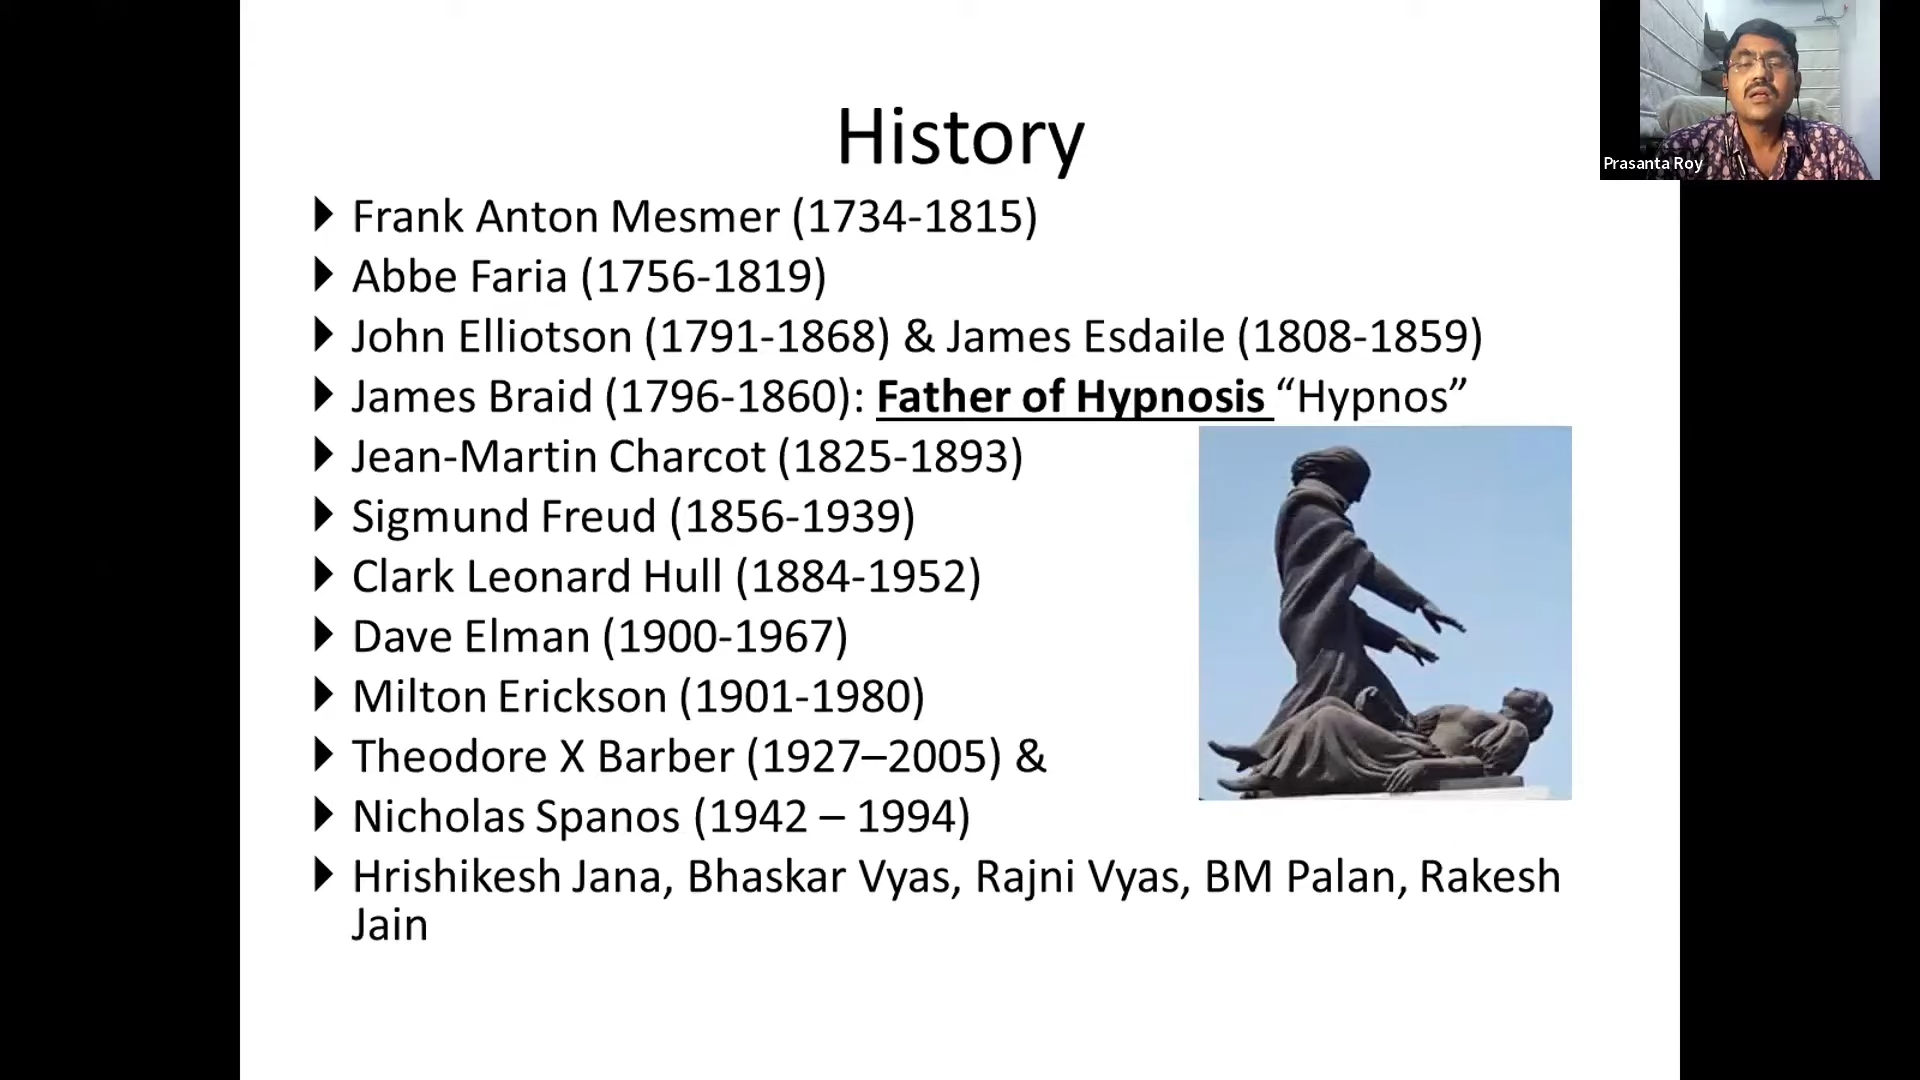 History
Frank Anton Mesmer (1734-1815)
Abbe Faria (1756-1819)
John Elliotson (1791-1868) & James Esdaile (1808-1859)
James Braid (1796-1860): Father of Hypnosis “Hypnos”
Jean-Martin Charcot (1825-1893)
Sigmund Freud (1856-1939)
Clark Leonard Hull (1884-1952)
Dave Elman (1900-1967)
Milton Erickson (1901-1980)
Theodore X Barber (1927–2005) &
Nicholas Spanos (1942 – 1994)
Hrishikesh Jana, Bhaskar Vyas, Rajni Vyas, BM Palan, Rakesh
Jain
Prasanta Roy